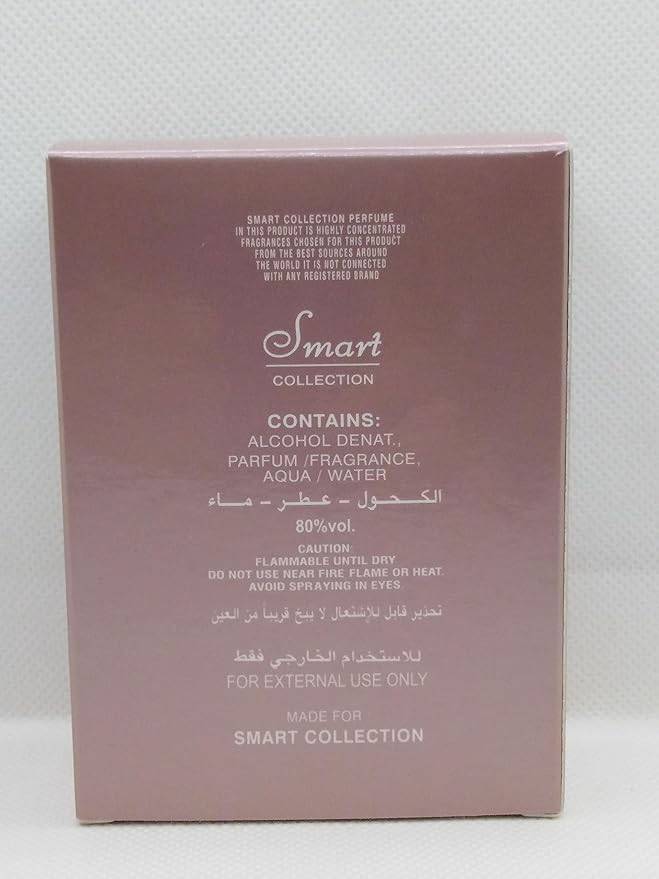 SMART COLLECTION PERFUME
IN THIS PRODUCT IS HIGHLY CONCENTRATED
FRAGRANCES CHOSEN FOR THIS PRODUCT
FROM THE BEST SOURCES AROUND
THE WORLD IT IS NOT CONNECTED
WITH ANY REGISTERED BRAND
Smart
COLLECTION
CONTAINS:
ALCOHOL DENAT.,
PARFUM /FRAGRANCE,
AQUA / WATER
الكحول - عطر - ماء
80%vol.
CAUTION:
FLAMMABLE UNTIL DRY
DO NOT USE NEAR FIRE FLAME OR HEAT.
AVOID SPRAYING IN EYES.
تحذير قابل للإشتعال لا يبخ قريباً من العين
للاستخدام الخارجي فقط
FOR EXTERNAL USE ONLY
MADE FOR
SMART COLLECTION